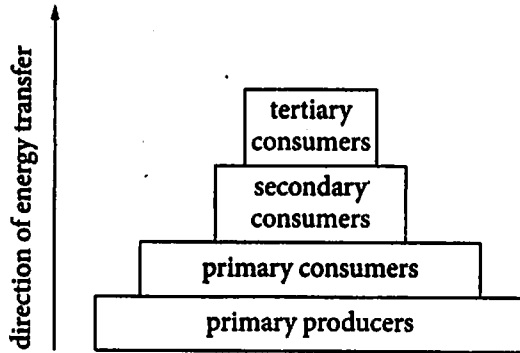 direction of energy transfer
tertiary
consumers
secondary
consumers
primary consumers
primary producers